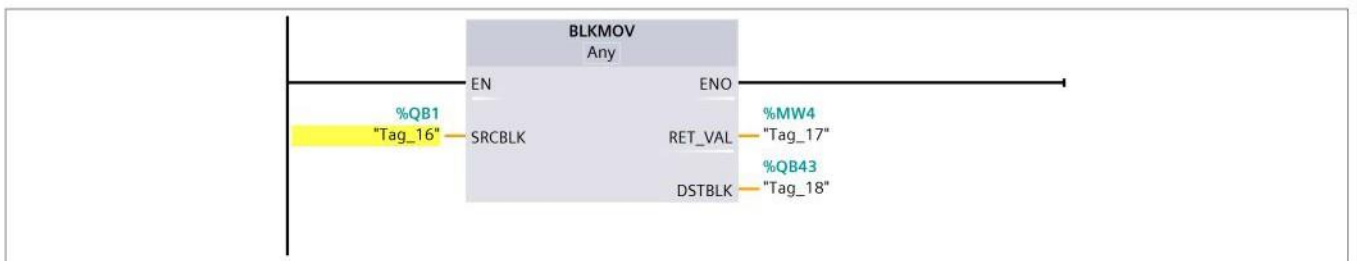 BLKMOV
Any
EN ENO
%QB1 %MW4
"Tag_16" SRCBLK RET_VAL "Tag_17"
%QB43
DSTBLK "Tag_18"